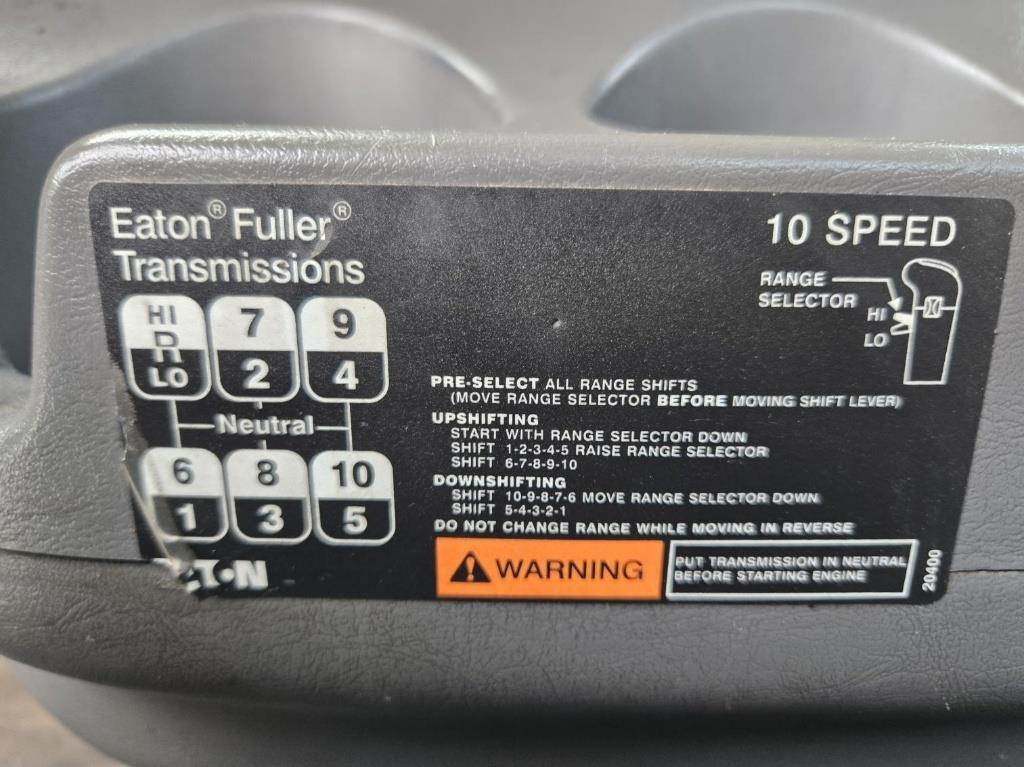 Eaton® Fuller®
Transmissions
10 SPEED
RANGE
SELECTOR
HI
LO
HI
R
LO
7
2
9
4
Neutral
6
1
8
3
10
5
PRE-SELECT ALL RANGE SHIFTS
(MOVE RANGE SELECTOR BEFORE MOVING SHIFT LEVER)
UPSHIFTING
START WITH RANGE SELECTOR DOWN
SHIFT 1-2-3-4-5 RAISE RANGE SELECTOR
SHIFT 6-7-8-9-10
DOWNSHIFTING
SHIFT 10-9-8-7-6 MOVE RANGE SELECTOR DOWN
SHIFT 5-4-3-2-1
DO NOT CHANGE RANGE WHILE MOVING IN REVERSE
WARNING
PUT TRANSMISSION IN NEUTRAL
BEFORE STARTING ENGINE
20400